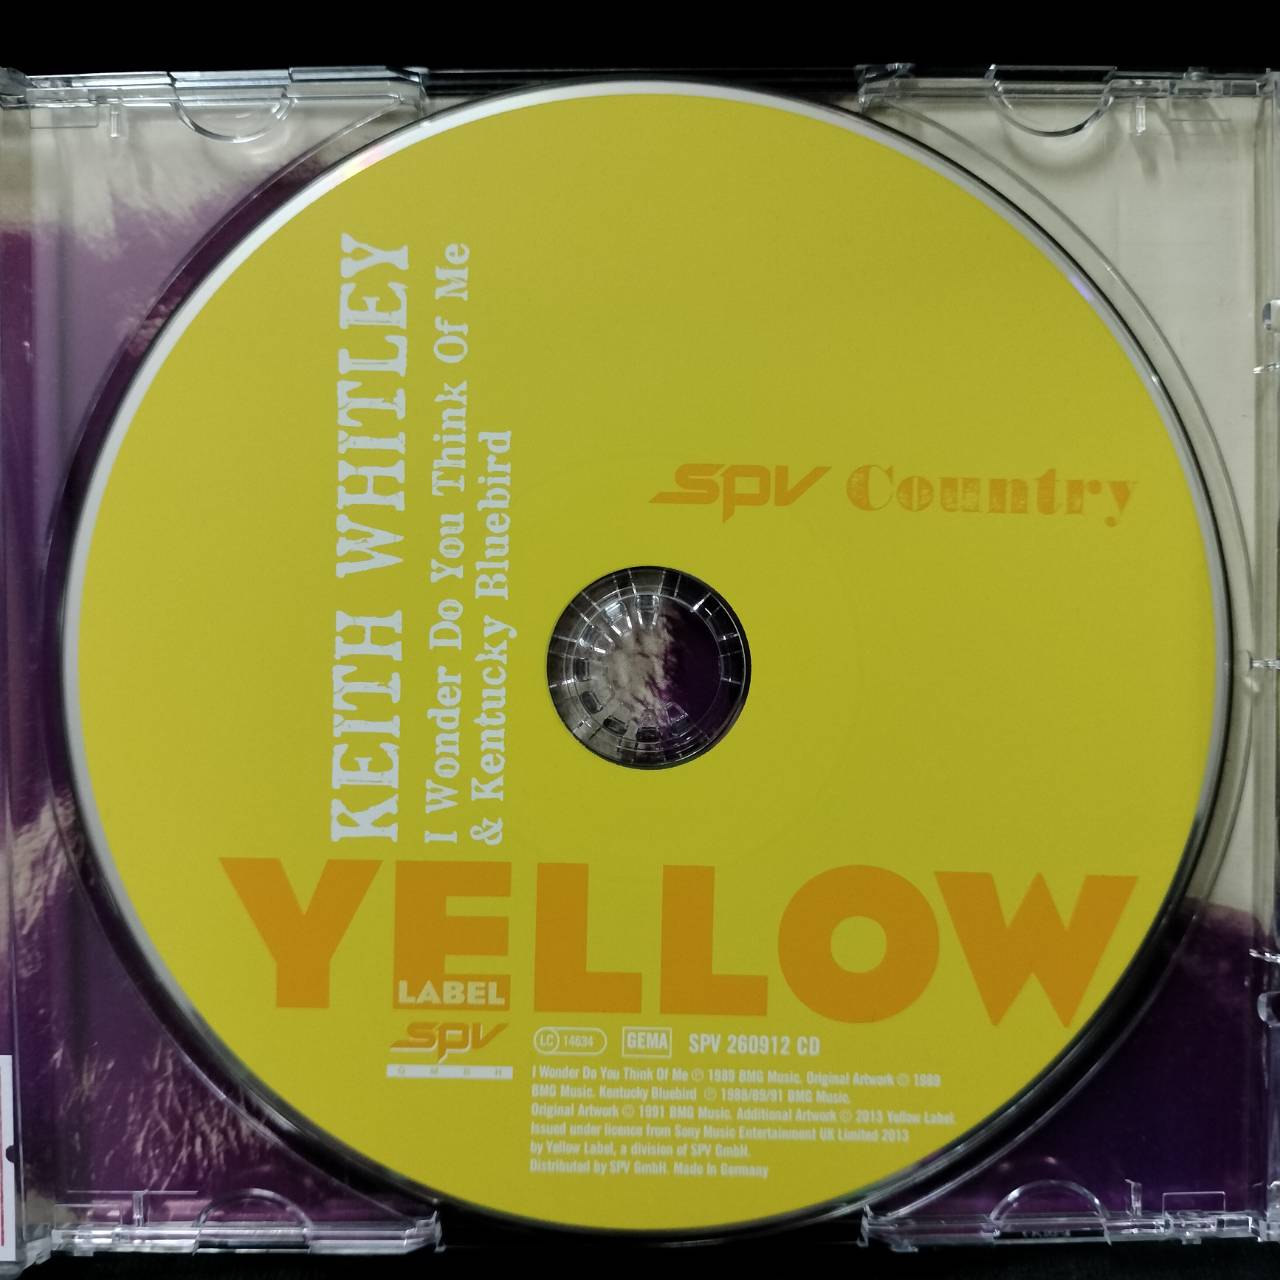 KEITH WHITLEY
I Wonder Do You Think Of Me
& Kentucky Bluebird
spv Country
YELLOW
LABEL
spv
GMBH
LC 14634
GEMA
SPV 260912 CD
I Wonder Do You Think Of Me ℗ 1989 BMG Music. Original Artwork © 1989
BMG Music. Kentucky Bluebird ℗ 1988/89/91 BMG Music.
Original Artwork © 1991 BMG Music. Additional Artwork © 2013 Yellow Label.
Issued under licence from Sony Music Entertainment UK Limited 2013
by Yellow Label, a division of SPV GmbH.
Distributed by SPV GmbH. Made In Germany